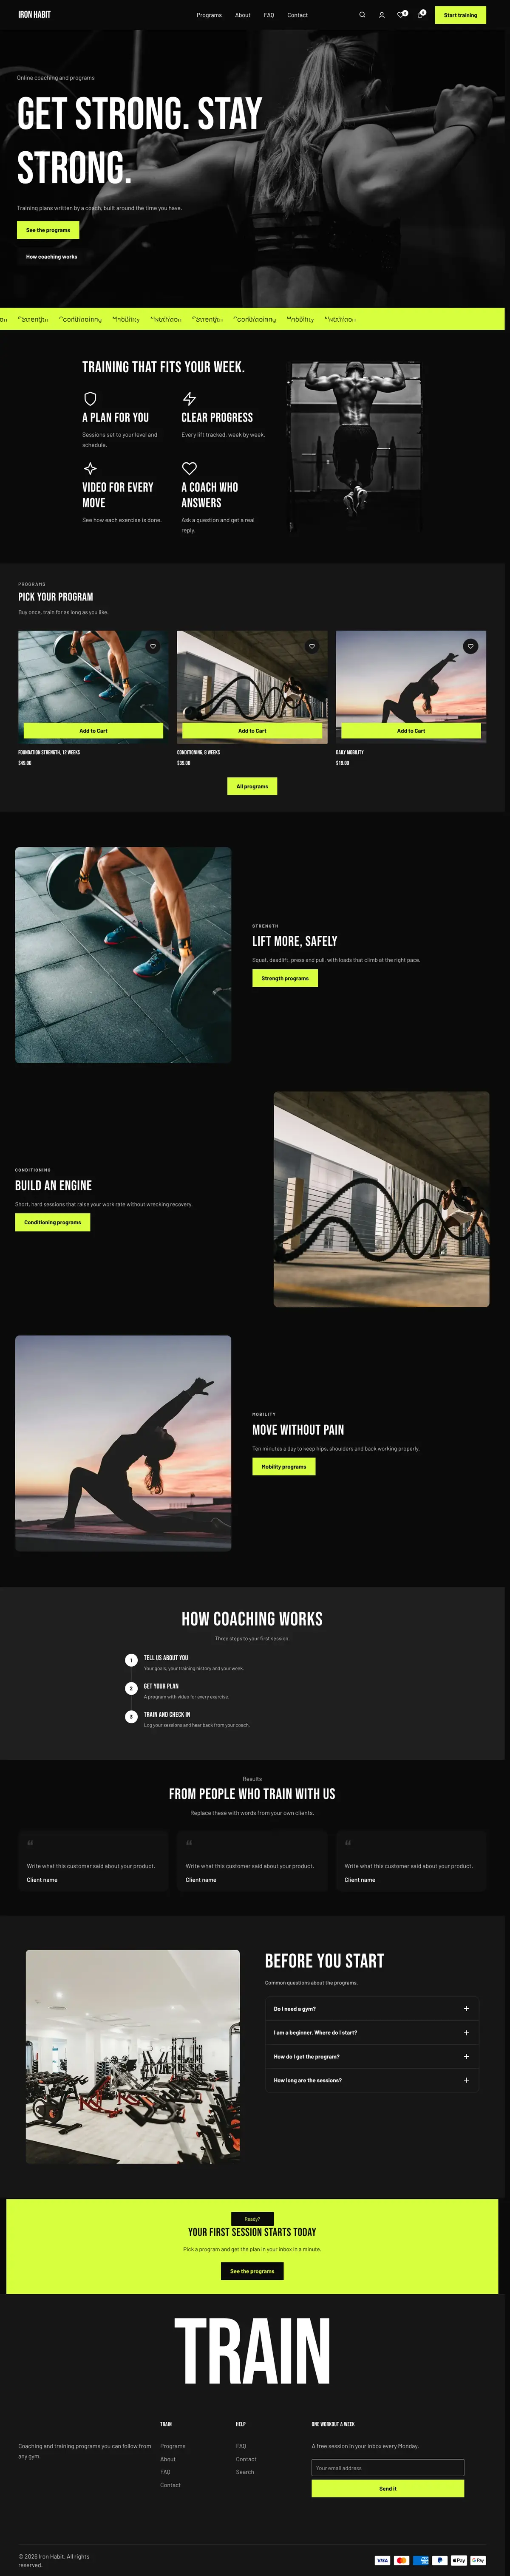 IRON HABIT
Programs About FAQ Contact
0 0
Start training
Online coaching and programs
GET STRONG. STAY
STRONG.
Training plans written by a coach, built around the time you have.
See the programs
How coaching works
Strength Conditioning Mobility Nutrition Strength Conditioning Mobility Nutrition
TRAINING THAT FITS YOUR WEEK.
A PLAN FOR YOU
Sessions set to your level and
schedule.
CLEAR PROGRESS
Every lift tracked, week by week.
VIDEO FOR EVERY
MOVE
See how each exercise is done.
A COACH WHO
ANSWERS
Ask a question and get a real
reply.
PROGRAMS
PICK YOUR PROGRAM
Buy once, train for as long as you like.
Add to Cart
FOUNDATION STRENGTH, 12 WEEKS
$49.00
Add to Cart
CONDITIONING, 8 WEEKS
$39.00
Add to Cart
DAILY MOBILITY
$19.00
All programs
STRENGTH
LIFT MORE, SAFELY
Squat, deadlift, press and pull, with loads that climb at the right pace.
Strength programs
CONDITIONING
BUILD AN ENGINE
Short, hard sessions that raise your work rate without wrecking recovery.
Conditioning programs
MOBILITY
MOVE WITHOUT PAIN
Ten minutes a day to keep hips, shoulders and back working properly.
Mobility programs
HOW COACHING WORKS
Three steps to your first session.
1
TELL US ABOUT YOU
Your goals, your training history and your week.
2
GET YOUR PLAN
A program with video for every exercise.
3
TRAIN AND CHECK IN
Log your sessions and hear back from your coach.
Results
FROM PEOPLE WHO TRAIN WITH US
Replace these with words from your own clients.
“
Write what this customer said about your product.
Client name
“
Write what this customer said about your product.
Client name
“
Write what this customer said about your product.
Client name
BEFORE YOU START
Common questions about the programs.
Do I need a gym?
I am a beginner. Where do I start?
How do I get the program?
How long are the sessions?
Ready?
YOUR FIRST SESSION STARTS TODAY
Pick a program and get the plan in your inbox in a minute.
See the programs
TRAIN
Coaching and training programs you can follow from
any gym.
TRAIN
Programs
About
FAQ
Contact
HELP
FAQ
Contact
Search
ONE WORKOUT A WEEK
A free session in your inbox every Monday.
Your email address
Send it
© 2026 Iron Habit. All rights
reserved.
VISA
Pay
G Pay